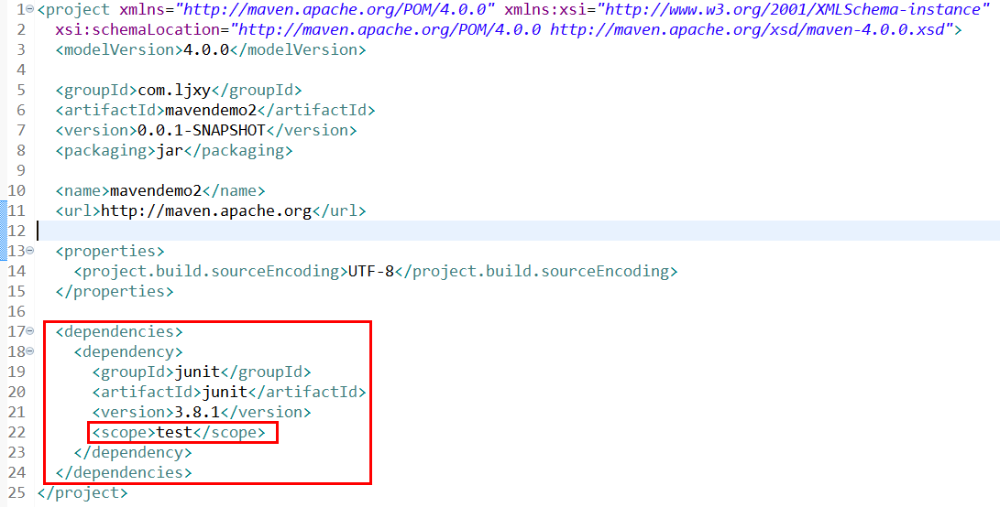 1 <project xmlns="http://maven.apache.org/POM/4.0.0" xmlns:xsi="http://www.w3.org/2001/XMLSchema-instance"
2   xsi:schemaLocation="http://maven.apache.org/POM/4.0.0 http://maven.apache.org/xsd/maven-4.0.0.xsd">
3   <modelVersion>4.0.0</modelVersion>
4
5   <groupId>com.ljxy</groupId>
6   <artifactId>mavendemo2</artifactId>
7   <version>0.0.1-SNAPSHOT</version>
8   <packaging>jar</packaging>
9
10   <name>mavendemo2</name>
11   <url>http://maven.apache.org</url>
12
13   <properties>
14     <project.build.sourceEncoding>UTF-8</project.build.sourceEncoding>
15   </properties>
16
17   <dependencies>
18     <dependency>
19       <groupId>junit</groupId>
20       <artifactId>junit</artifactId>
21       <version>3.8.1</version>
22       <scope>test</scope>
23     </dependency>
24   </dependencies>
25 </project>